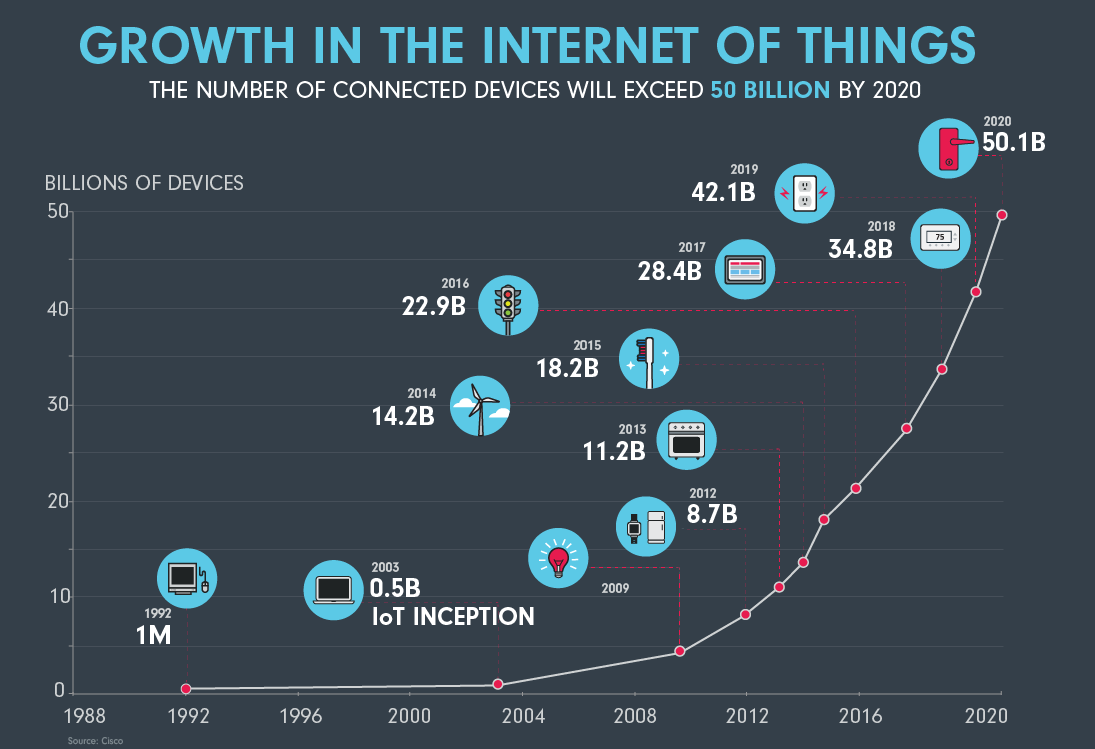 GROWTH IN THE INTERNET OF THINGS
THE NUMBER OF CONNECTED DEVICES WILL EXCEED 50 BILLION BY 2020
BILLIONS OF DEVICES
2020
50.1B
2019
42.1B
2018
34.8B
75
2017
28.4B
2016
22.9B
2015
18.2B
2014
14.2B
2013
11.2B
2012
8.7B
2009
2003
0.5B
IoT INCEPTION
1992
1M
50
40
30
20
10
0
1988 1992 1996 2000 2004 2008 2012 2016 2020
Source: Cisco